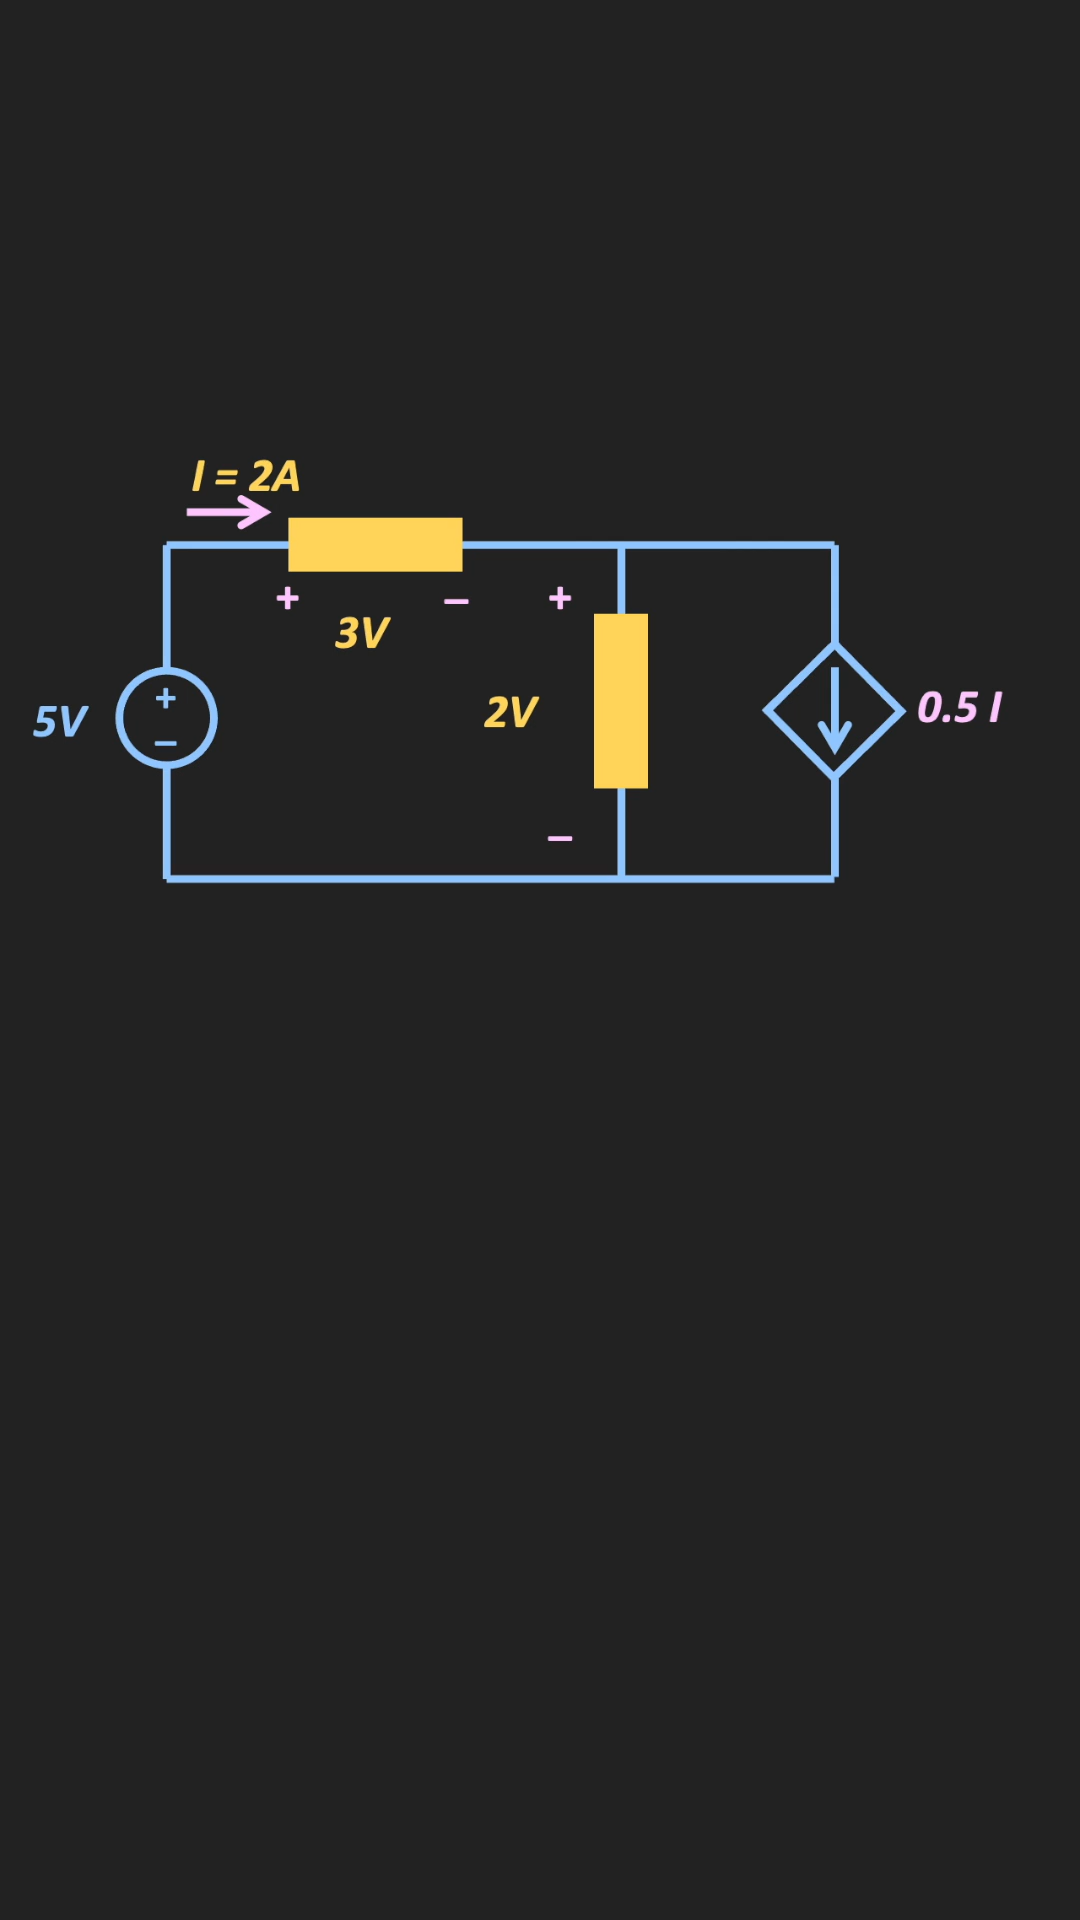 I = 2A
+ – +
3V
5V
+
–
2V
0.5 I
–